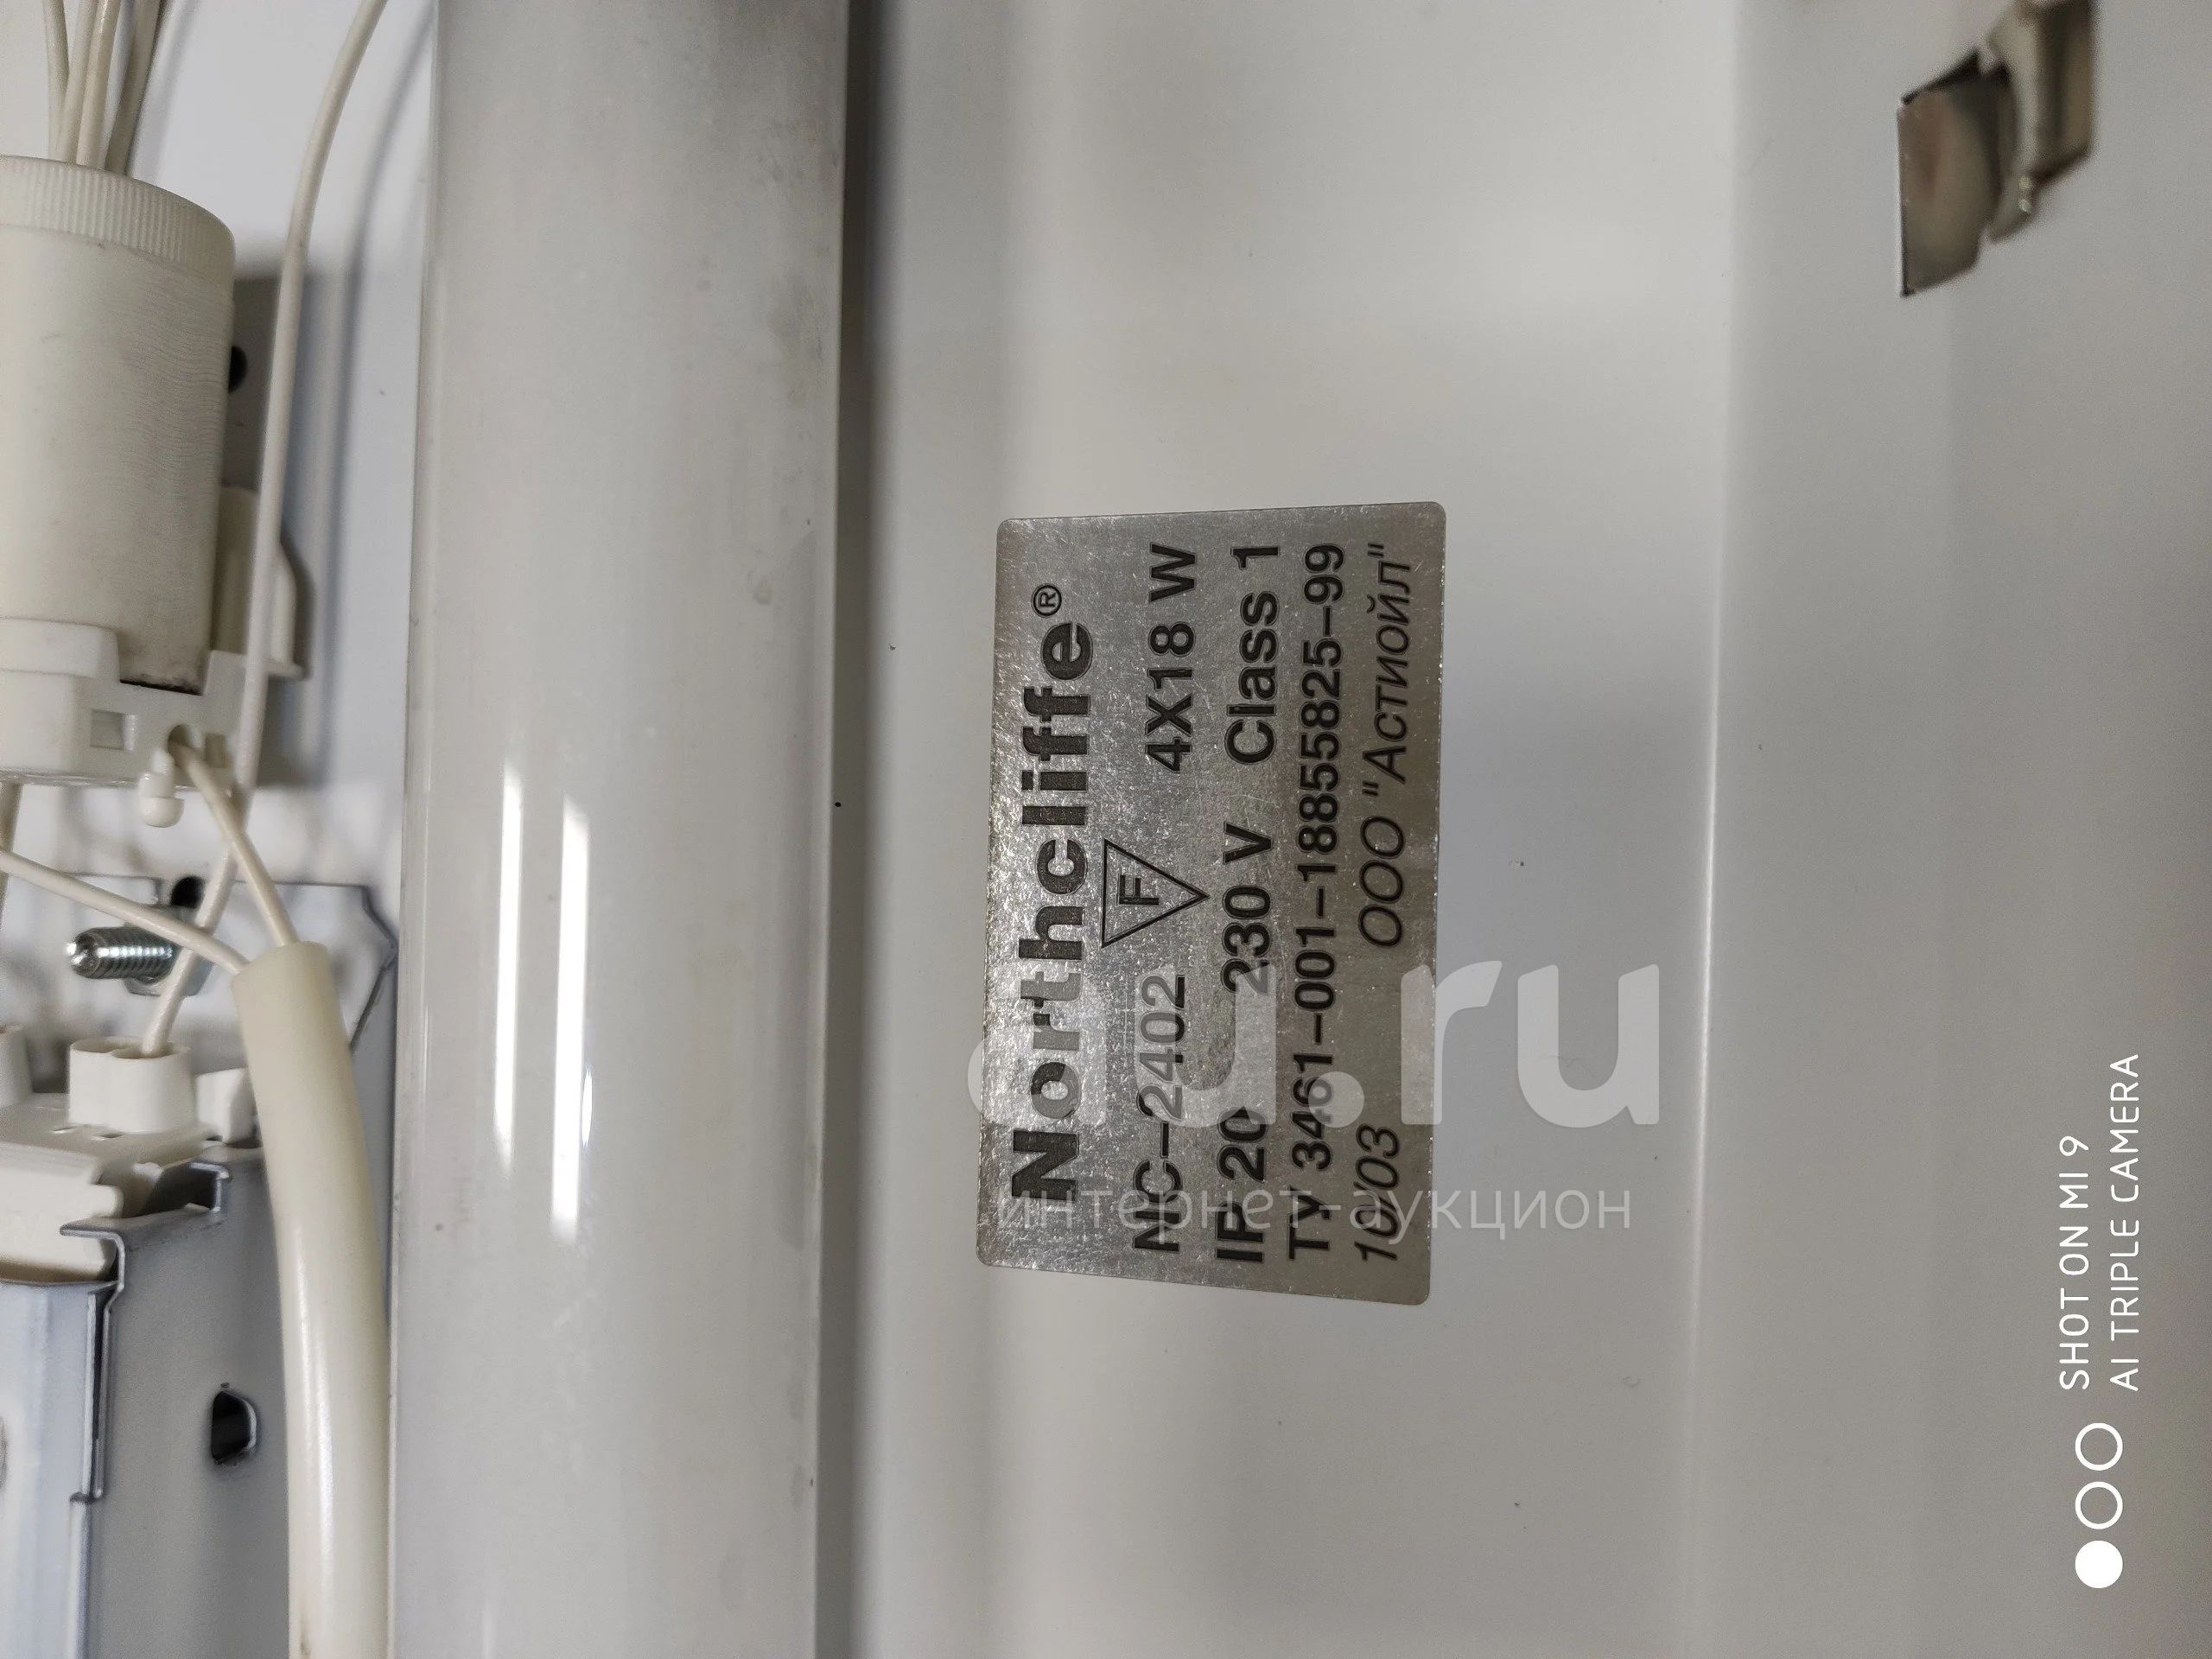 Northcliffe®
NC-2402 F 4X18 W
IP 20 230 V Class 1
ТУ 3461-001-18855825-99
10/03 ООО "Астиойл"
au.ru
интернет-аукцион
SHOT ON MI 9
AI TRIPLE CAMERA